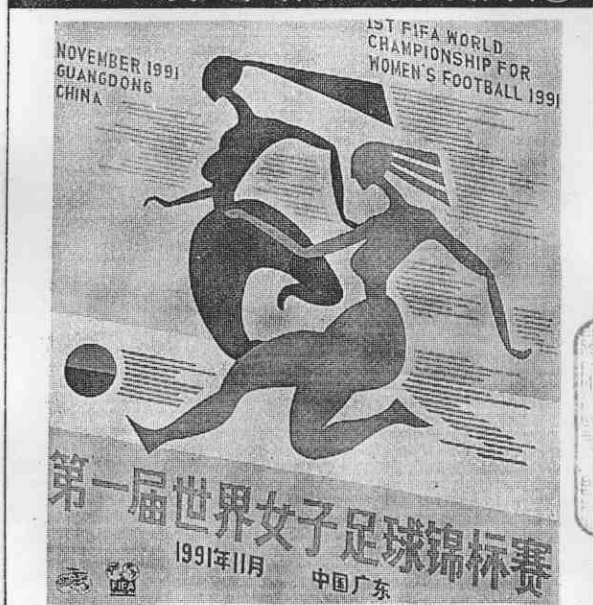 NOVEMBER 1991
GUANGDONG
CHINA
1ST FIFA WORLD
CHAMPIONSHIP FOR
WOMEN'S FOOTBALL 1991
第一届世界女子足球锦标赛
1991年11月
中国广东
FIFA